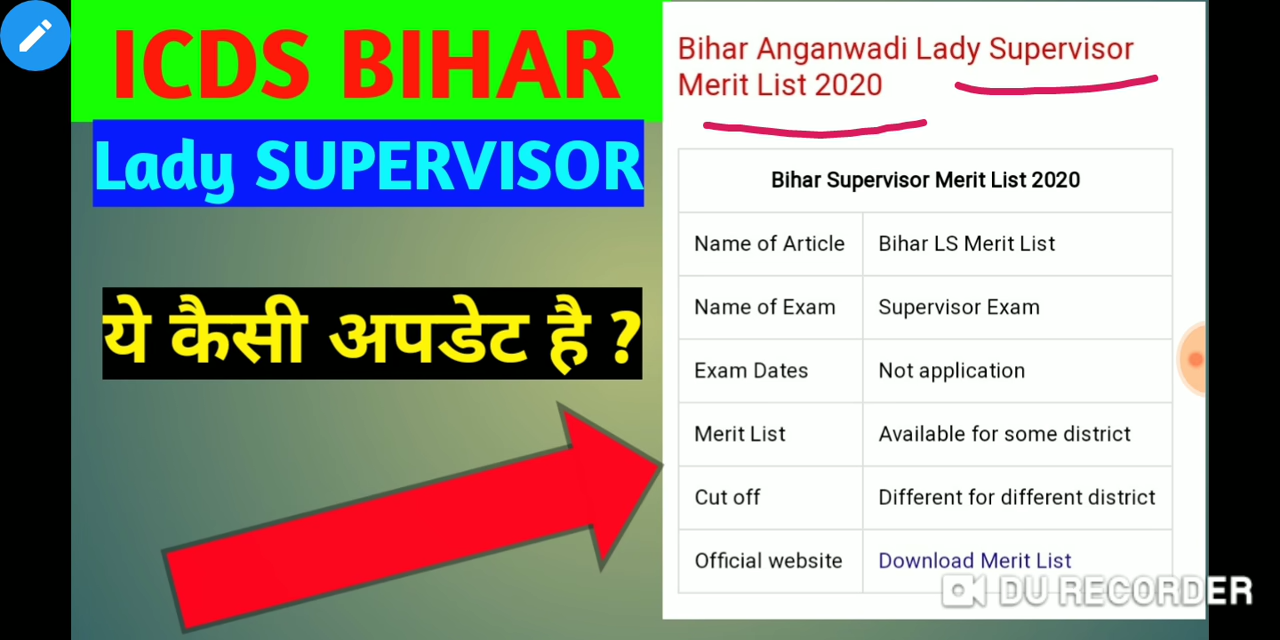 ICDS BIHAR
Lady SUPERVISOR
ये कैसी अपडेट है ?
Bihar Anganwadi Lady Supervisor
Merit List 2020
Bihar Supervisor Merit List 2020
Name of Article Bihar LS Merit List
Name of Exam Supervisor Exam
Exam Dates Not application
Merit List Available for some district
Cut off Different for different district
Official website Download Merit List
DU RECORDER